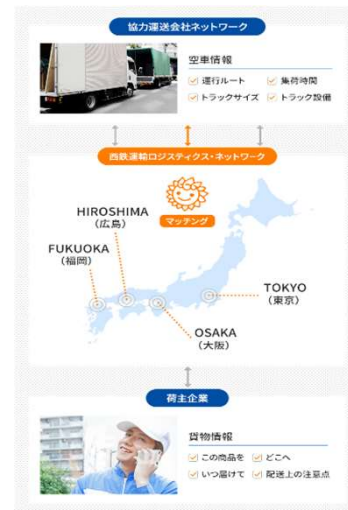 協力運送会社ネットワーク
空車情報
運行ルート 集荷時間
トラックサイズ トラック設備
西鉄運輸ロジスティクス・ネットワーク
マッチング
HIROSHIMA
(広島)
FUKUOKA
(福岡)
TOKYO
(東京)
OSAKA
(大阪)
荷主企業
貨物情報
この商品を どこへ
いつ届けて 配送上の注意点